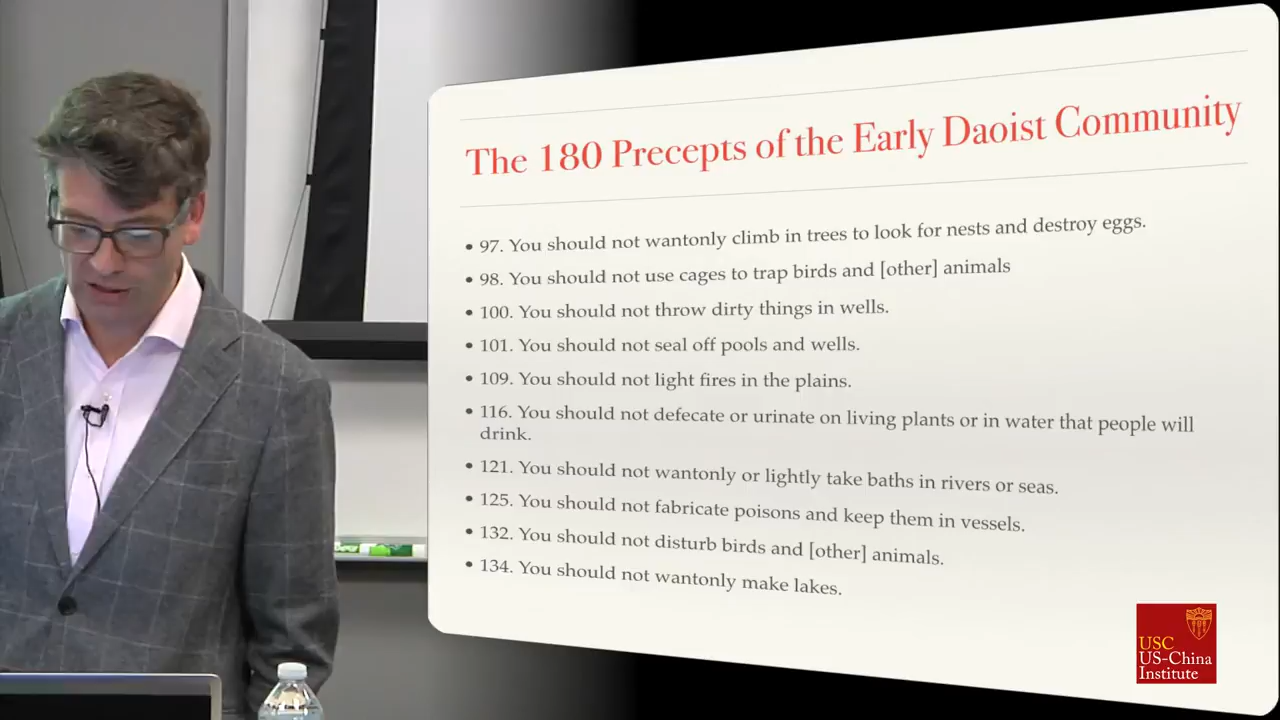 The 180 Precepts of the Early Daoist Community
• 97. You should not wantonly climb in trees to look for nests and destroy eggs.
• 98. You should not use cages to trap birds and [other] animals
• 100. You should not throw dirty things in wells.
• 101. You should not seal off pools and wells.
• 109. You should not light fires in the plains.
• 116. You should not defecate or urinate on living plants or in water that people will
drink.
• 121. You should not wantonly or lightly take baths in rivers or seas.
• 125. You should not fabricate poisons and keep them in vessels.
• 132. You should not disturb birds and [other] animals.
• 134. You should not wantonly make lakes.
USC
US-China
Institute